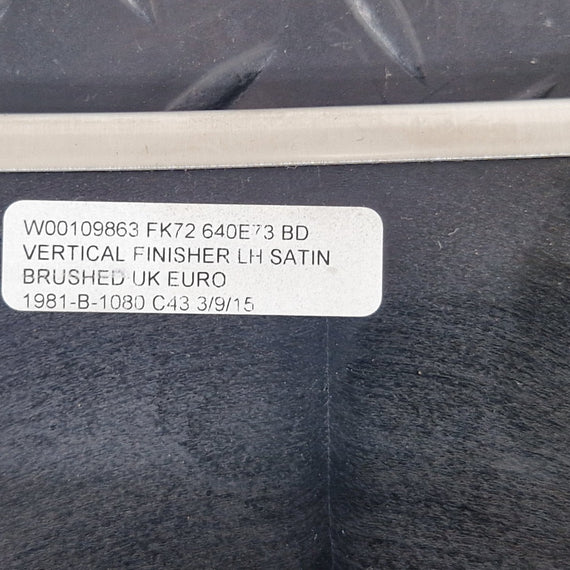 W00109863 FK72 640E73 BD
VERTICAL FINISHER LH SATIN
BRUSHED UK EURO
1981-B-1080 C43 3/9/15